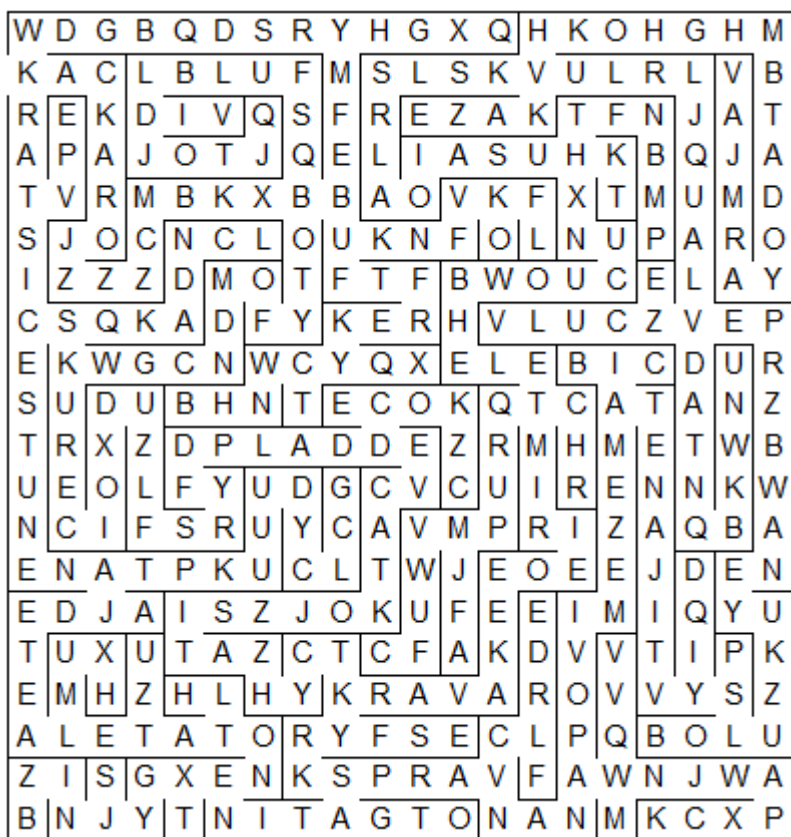 W D G B Q D S R Y H G X Q H K O H G H M
K A C L B L U F M S L S K V U L R L V B
R E K D I V Q S F R E Z A K T F N J A T
A P A J O T J Q E L I A S U H K B Q J A
T V R M B K X B B A O V K F X T M U M D
S J O C N C L O U K N F O L N U P A R O
I Z Z Z D M O T F T F B W O U C E L A Y
C S Q K A D F Y K E R H V L U C Z V E P
E K W G C N W C Y Q X E L E B I C D U R
S U D U B H N T E C O K Q T C A T A N Z
T R X Z D P L A D D E Z R M H M E T W B
U E O L F Y U D G C V C U I R E N N K W
N C I F S R U Y C A V M P R I Z A Q B A
E N A T P K U C L T W J E O E E J D E N
E D J A I S Z J O K U F E E I M I Q Y U
T U X U T A Z C T C F A K D V V T I P K
E M H Z H L H Y K R A V A R O V V Y S Z
A L E T A T O R Y F S E C L P Q B O L U
Z I S G X E N K S P R A V F A W N J W A
B N J Y T N I T A G T O N A N M K C X P